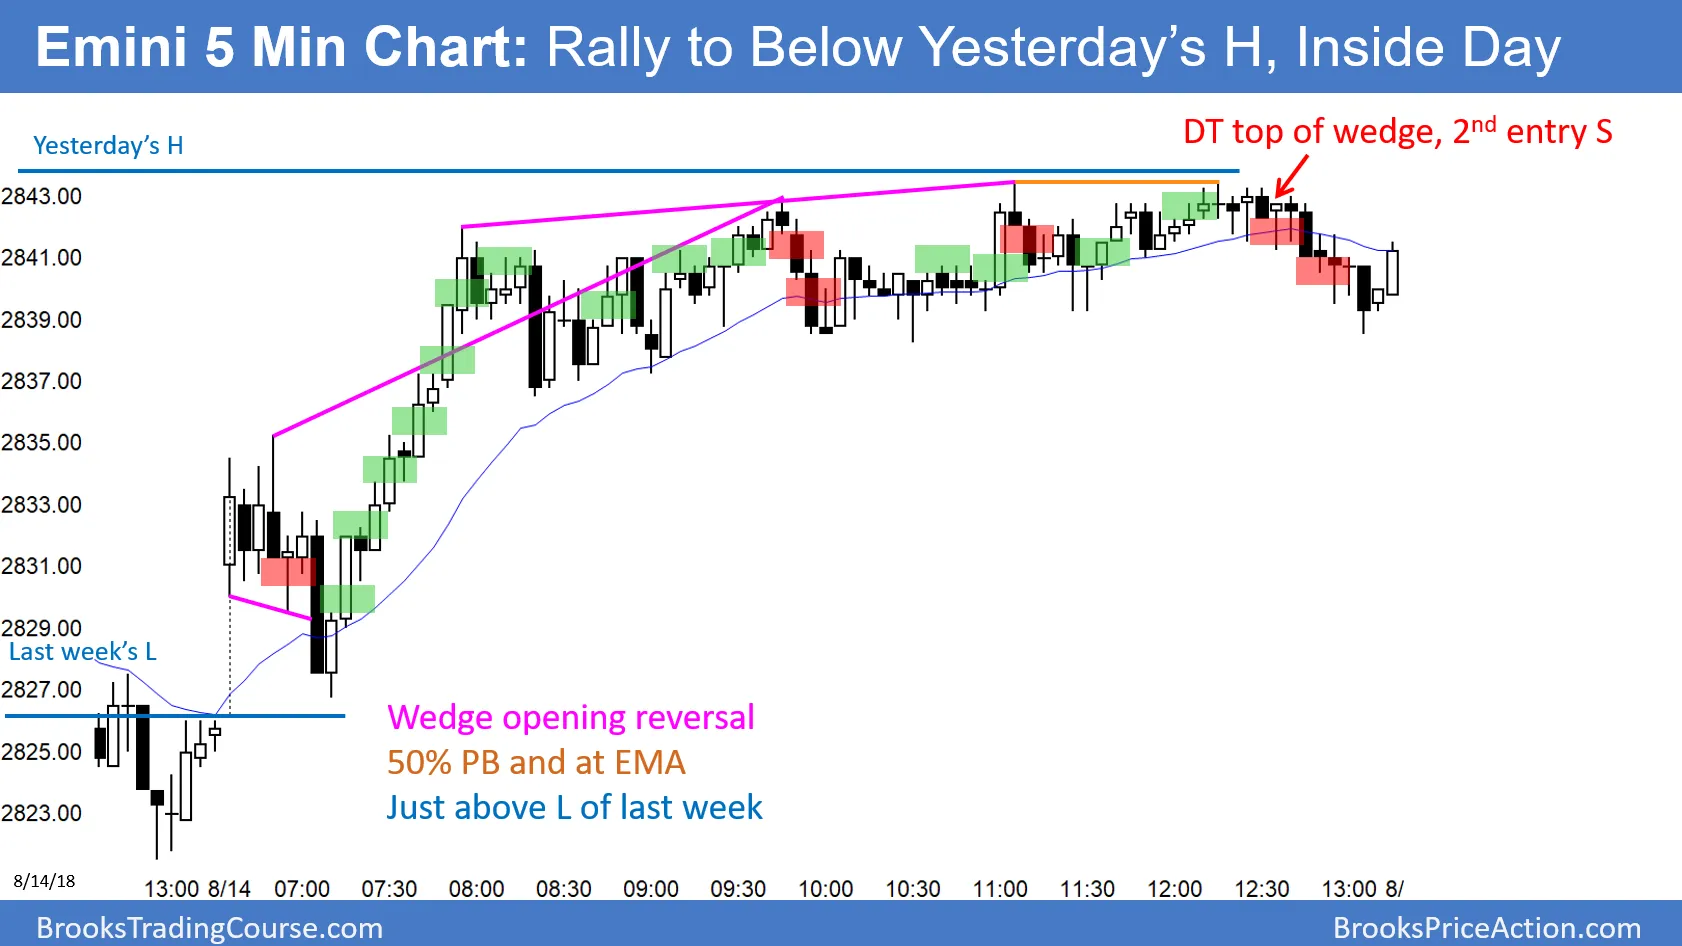 Emini 5 Min Chart: Rally to Below Yesterday's H, Inside Day
DT top of wedge, 2nd entry S
Yesterday's H
2843.00
2841.00
2839.00
2837.00
2835.00
2833.00
2831.00
2829.00
Last week's L
2827.00
2825.00
2823.00
Wedge opening reversal
50% PB and at EMA
Just above L of last week
8/14/18
13:00 8/14 07:00 07:30 08:00 08:30 09:00 09:30 10:00 10:30 11:00 11:30 12:00 12:30 13:00 8/
BrooksTradingCourse.com
BrooksPriceAction.com